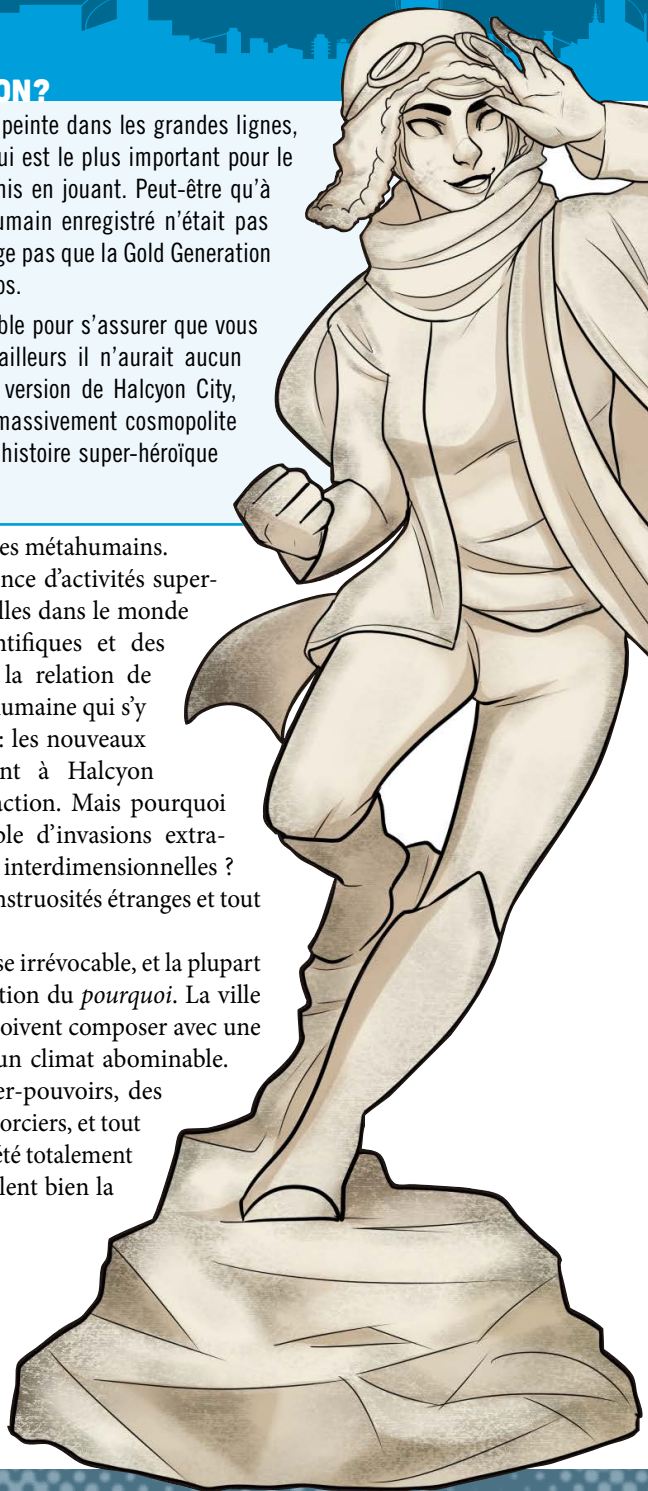 ON?
peinte dans les grandes lignes,
ui est le plus important pour le
nis en jouant. Peut-être qu'à
umain enregistré n'était pas
ge pas que la Gold Generation
os.
ble pour s'assurer que vous
ailleurs il n'aurait aucun
version de Halcyon City,
massivement cosmopolite
histoire super-héroïque
es métahumains.
nce d'activités super-
elles dans le monde
ntifiques et des
la relation de
humaine qui s'y
: les nouveaux
nt à Halcyon
action. Mais pourquoi
ble d'invasions extra-
interdimensionnelles ?
nstruosités étranges et tout
se irrévocable, et la plupart
tion du pourquoi. La ville
oivent composer avec une
un climat abominable.
er-pouvoirs, des
orciers, et tout
été totalement
lent bien la